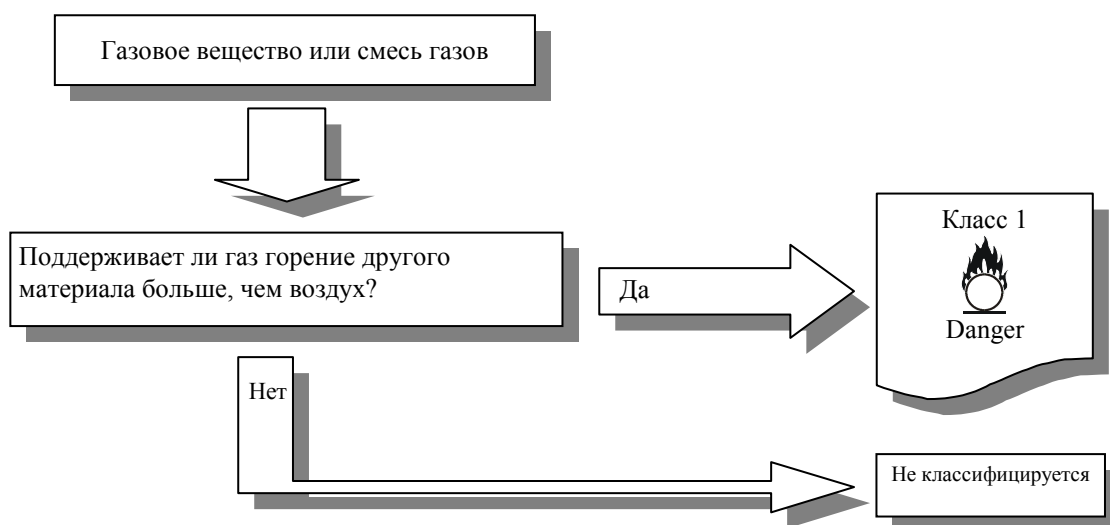 Газовое вещество или смесь газов
Поддерживает ли газ горение другого
материала больше, чем воздух?
Да
Класс 1
Danger
Нет
Не классифицируется